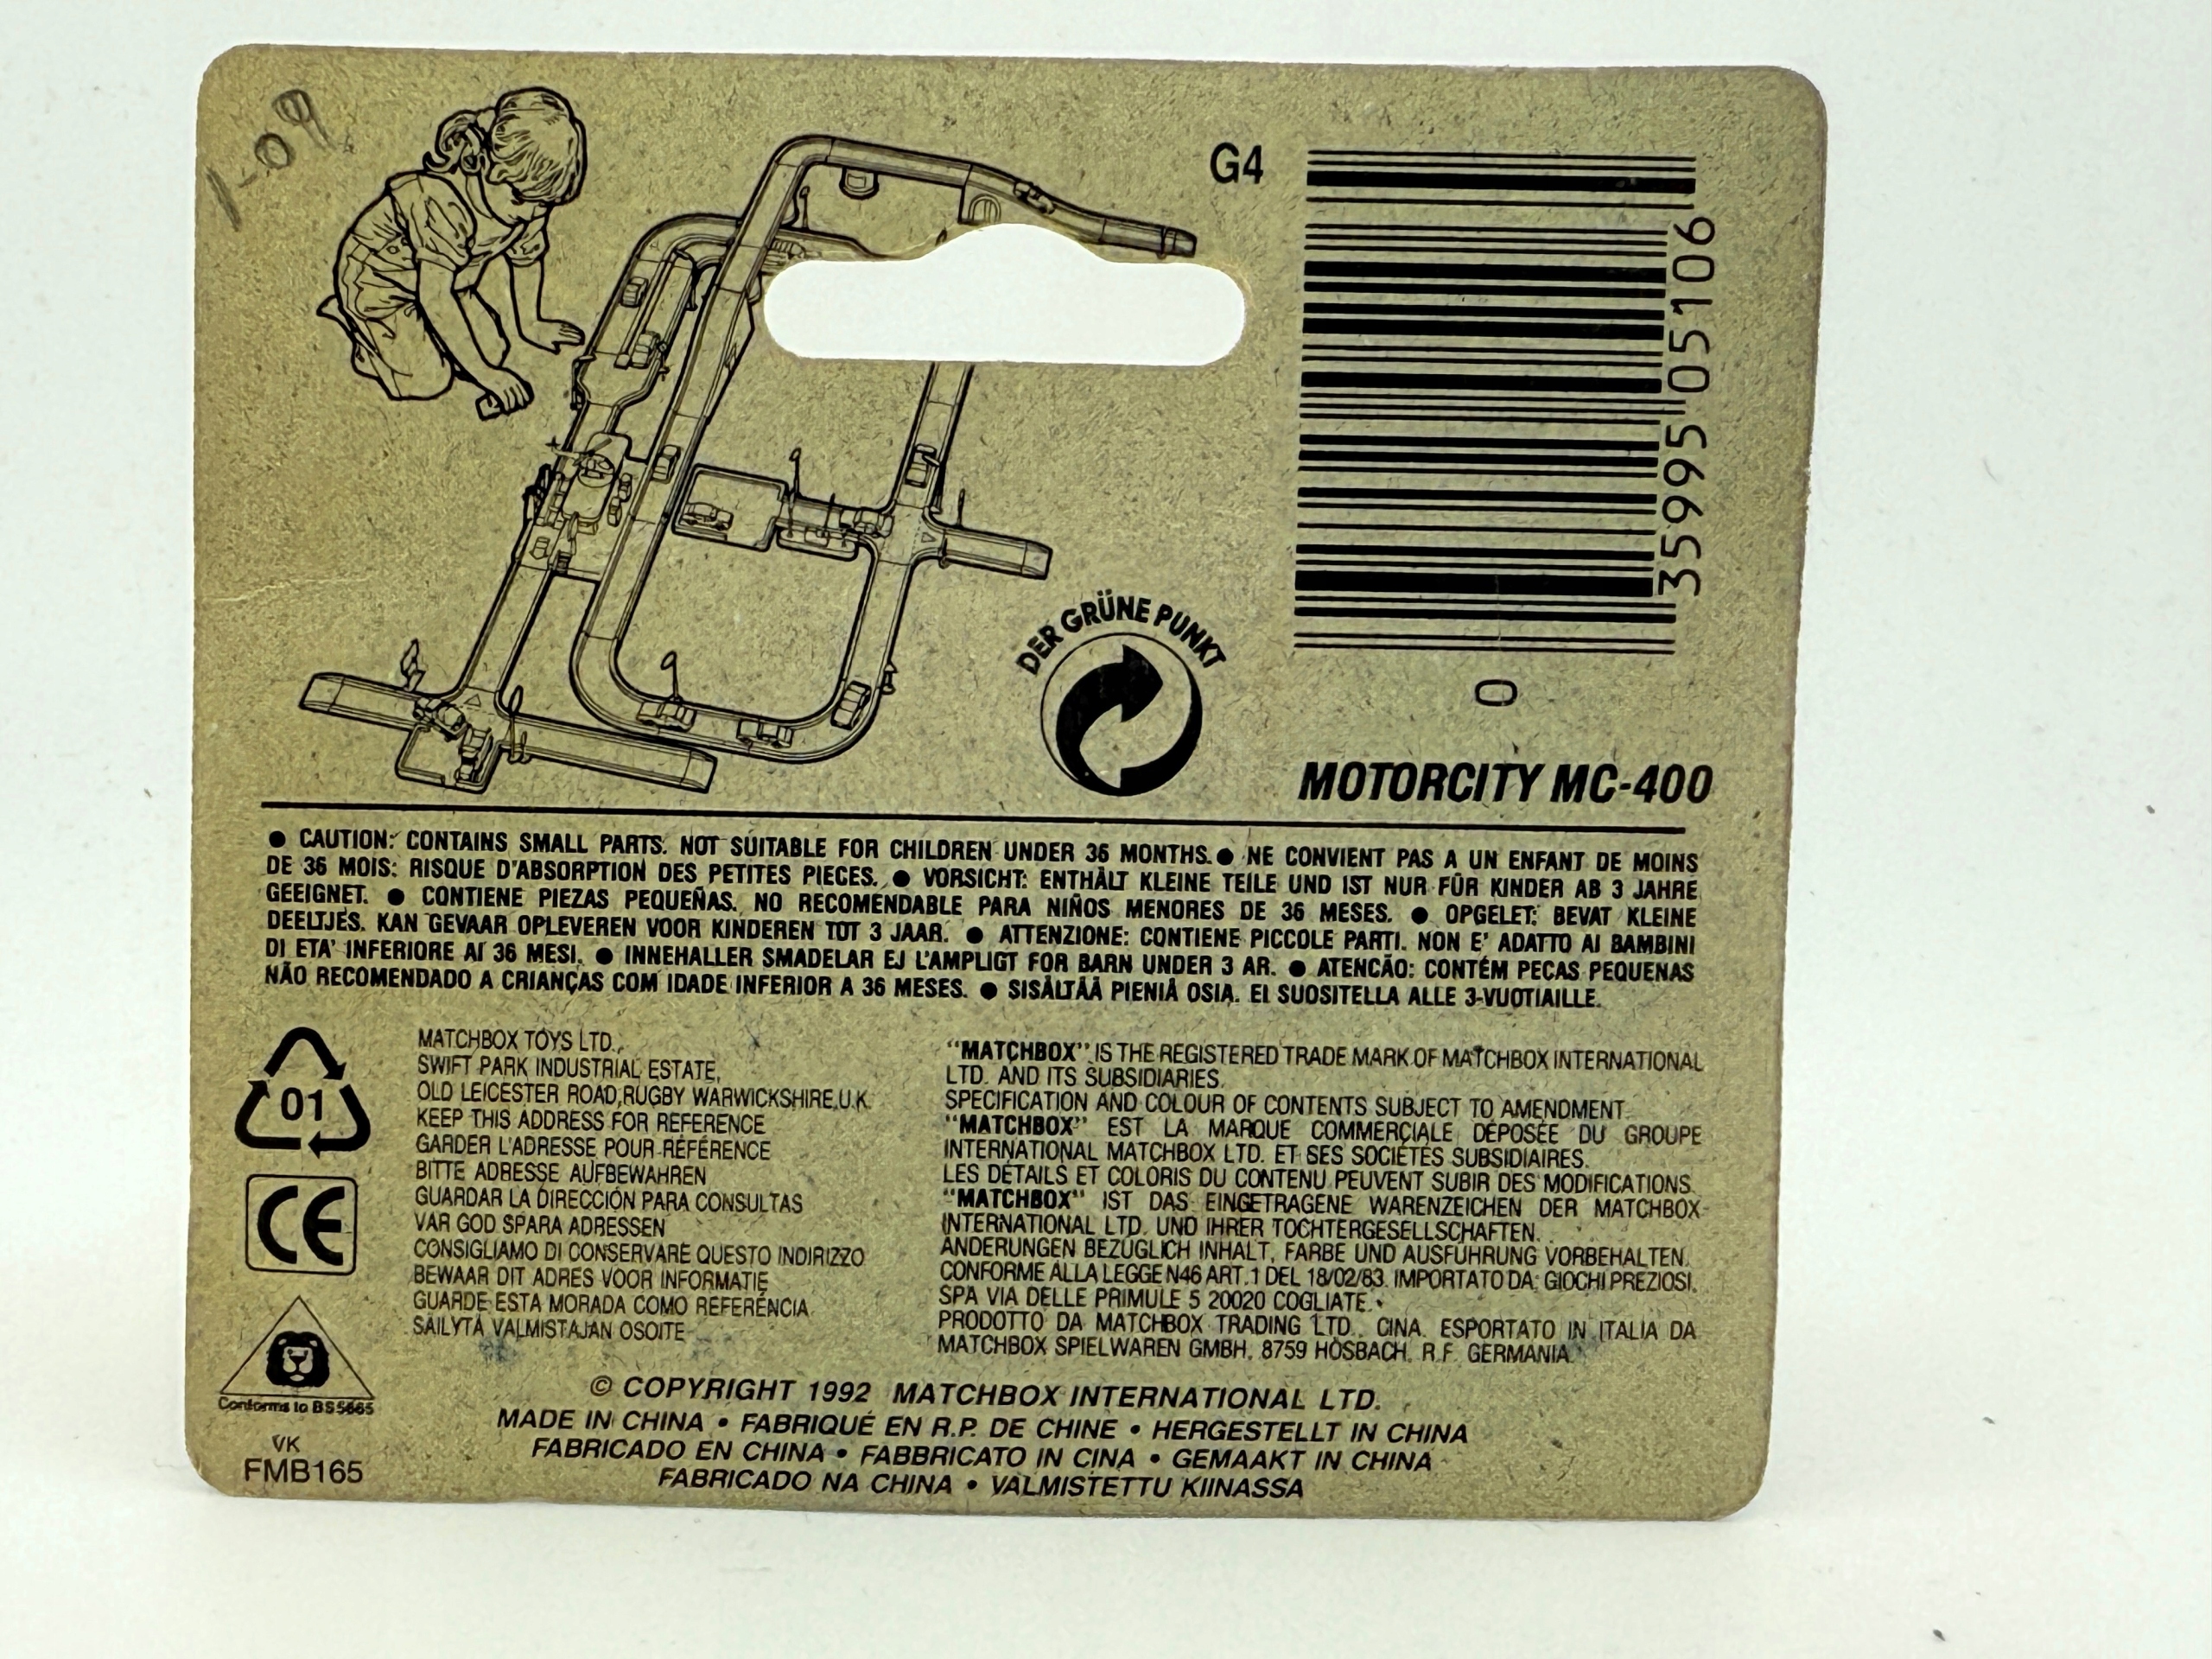 1-09
G4
35995 05106
0
DER GRÜNE PUNKT
MOTORCITY MC-400
● CAUTION: CONTAINS SMALL PARTS. NOT SUITABLE FOR CHILDREN UNDER 36 MONTHS. ● NE CONVIENT PAS A UN ENFANT DE MOINS
DE 36 MOIS: RISQUE D'ABSORPTION DES PETITES PIECES. ● VORSICHT: ENTHÄLT KLEINE TEILE UND IST NUR FÜR KINDER AB 3 JAHRE
GEEIGNET. ● CONTIENE PIEZAS PEQUEÑAS. NO RECOMENDABLE PARA NIÑOS MENORES DE 36 MESES. ● OPGELET: BEVAT KLEINE
DEELTJES. KAN GEVAAR OPLEVEREN VOOR KINDEREN TOT 3 JAAR. ● ATTENZIONE: CONTIENE PICCOLE PARTI. NON E' ADATTO AI BAMBINI
DI ETA' INFERIORE AI 36 MESI. ● INNEHALLER SMADELAR EJ L'AMPLIGT FOR BARN UNDER 3 AR. ● ATENCÃO: CONTÉM PECAS PEQUENAS
NÃO RECOMENDADO A CRIANÇAS COM IDADE INFERIOR A 36 MESES. ● SISÄLTÄÄ PIENIÄ OSIA. EI SUOSITELLA ALLE 3-VUOTIAILLE.
01
MATCHBOX TOYS LTD.,
SWIFT PARK INDUSTRIAL ESTATE,
OLD LEICESTER ROAD,RUGBY WARWICKSHIRE,U.K.
KEEP THIS ADDRESS FOR REFERENCE
GARDER L'ADRESSE POUR RÉFÉRENCE
BITTE ADRESSE AUFBEWAHREN
GUARDAR LA DIRECCIÓN PARA CONSULTAS
VAR GOD SPARA ADRESSEN
CONSIGLIAMO DI CONSERVARE QUESTO INDIRIZZO
BEWAAR DIT ADRES VOOR INFORMATIE
GUARDE ESTA MORADA COMO REFERÊNCIA
SÄILYTÄ VALMISTAJAN OSOITE
CE
Conforms to BS5665
VK
FMB165
"MATCHBOX" IS THE REGISTERED TRADE MARK OF MATCHBOX INTERNATIONAL
LTD. AND ITS SUBSIDIARIES.
SPECIFICATION AND COLOUR OF CONTENTS SUBJECT TO AMENDMENT.
"MATCHBOX" EST LA MARQUE COMMERÇIALE DÉPOSÉE DU GROUPE
INTERNATIONAL MATCHBOX LTD. ET SES SOCIÉTÉS SUBSIDIAIRES.
LES DÉTAILS ET COLORIS DU CONTENU PEUVENT SUBIR DES MODIFICATIONS.
"MATCHBOX" IST DAS EINGETRAGENE WARENZEICHEN DER MATCHBOX
INTERNATIONAL LTD. UND IHRER TOCHTERGESELLSCHAFTEN.
ÄNDERUNGEN BEZÜGLICH INHALT, FARBE UND AUSFÜHRUNG VORBEHALTEN.
CONFORME ALLA LEGGE N46 ART.1 DEL 18/02/83. IMPORTATO DA: GIOCHI PREZIOSI.
SPA VIA DELLE PRIMULE 5 20020 COGLIATE.
PRODOTTO DA MATCHBOX TRADING LTD., CINA. ESPORTATO IN ITALIA DA
MATCHBOX SPIELWAREN GMBH, 8759 HÖSBACH, R.F. GERMANIA.
© COPYRIGHT 1992 MATCHBOX INTERNATIONAL LTD.
MADE IN CHINA • FABRIQUÉ EN R.P. DE CHINE • HERGESTELLT IN CHINA
FABRICADO EN CHINA • FABBRICATO IN CINA • GEMAAKT IN CHINA
FABRICADO NA CHINA • VALMISTETTU KIINASSA